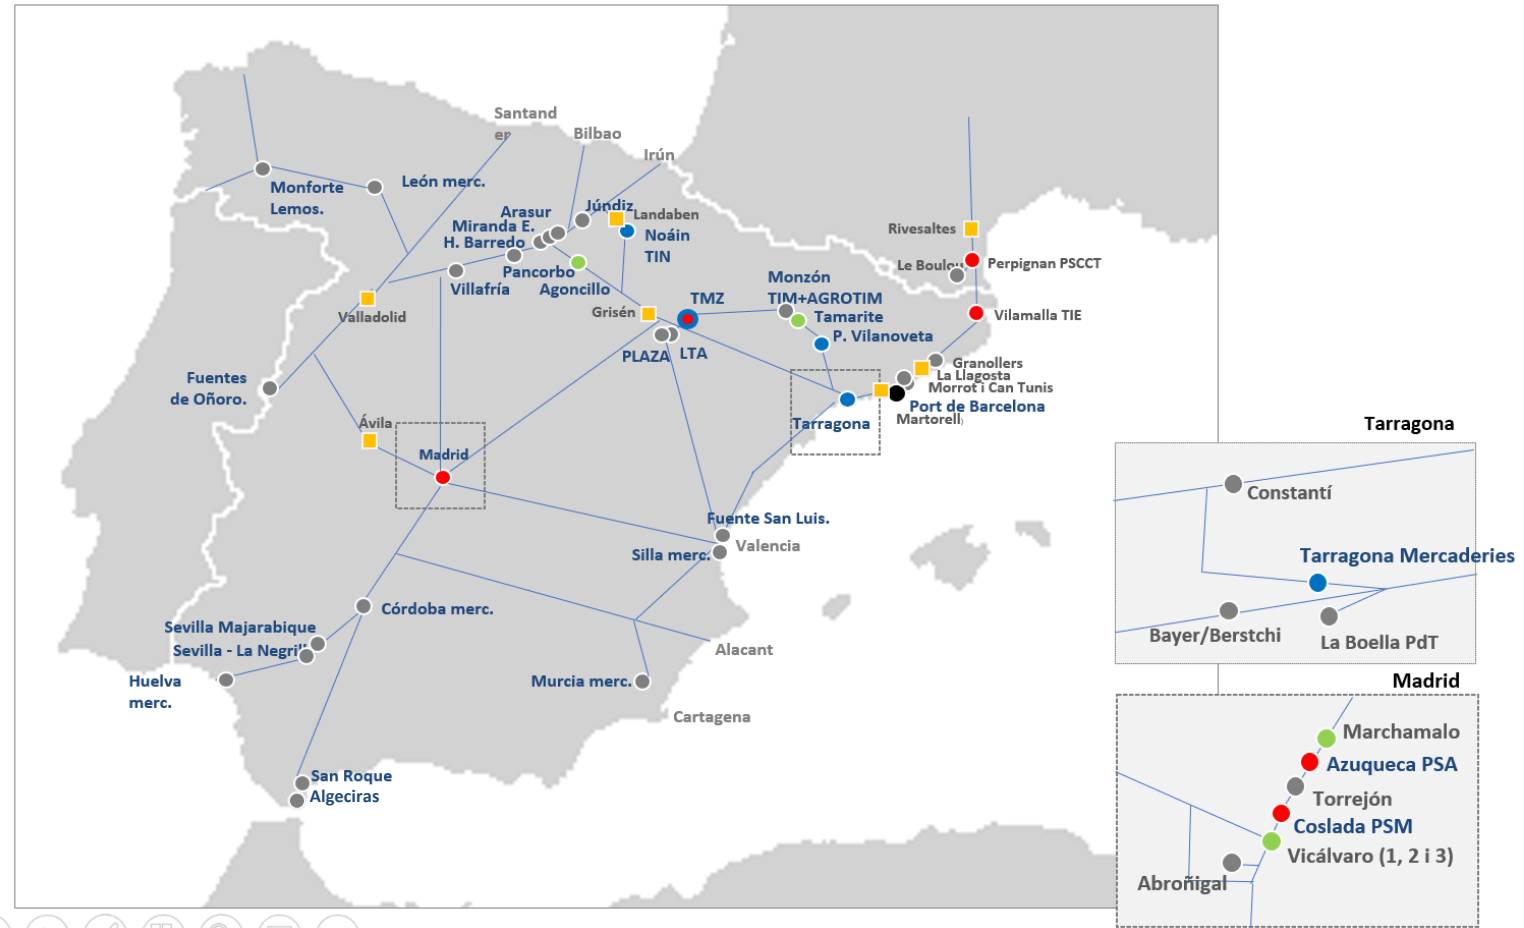 Santand
er
Bilbao
Irún
Monforte
Lemos.
León merc.
Arasur
Júndiz
Landaben
Miranda E.
H. Barredo
Noáin
TIN
Pancorbo
Villafría
Agoncillo
Valladolid
Grisén
TMZ
PLAZA
LTA
Monzón
TIM+AGROTIM
Tamarite
P. Vilanoveta
Rivesaltes
Le Boulou
Perpignan PSCCT
Vilamalla TIE
Granollers
La Llagosta
Morrot i Can Tunis
Port de Barcelona
Martorell
Tarragona
Fuentes
de Oñoro.
Ávila
Madrid
Fuente San Luis.
Valencia
Silla merc.
Córdoba merc.
Sevilla Majarabique
Sevilla - La Negrill
Huelva
merc.
Alacant
Murcia merc.
Cartagena
San Roque
Algeciras
Tarragona
Constantí
Tarragona Mercaderies
Bayer/Berstchi
La Boella PdT
Madrid
Marchamalo
Azuqueca PSA
Torrejón
Coslada PSM
Vicálvaro (1, 2 i 3)
Abroñigal